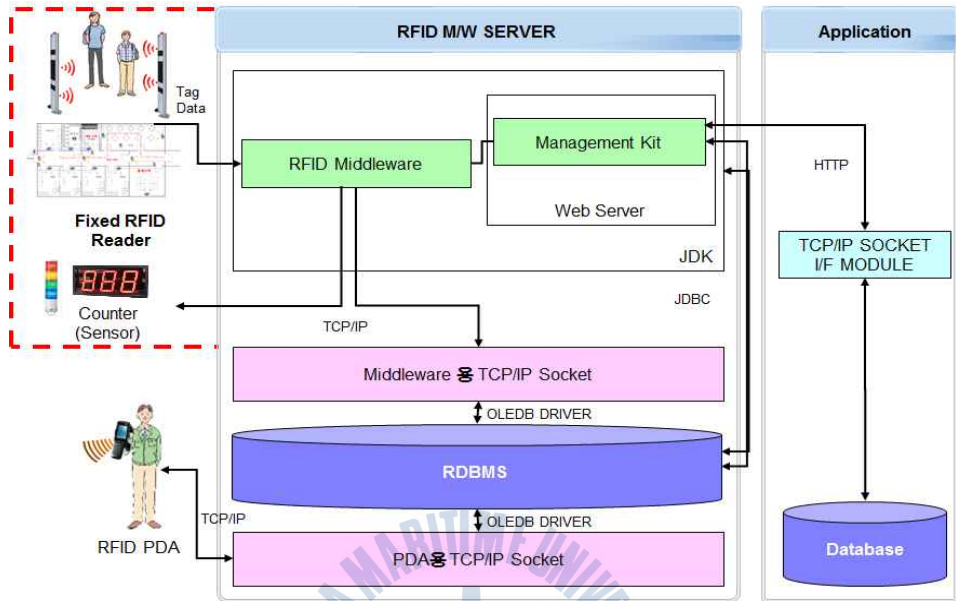 RFID M/W SERVER
Application
Tag
Data
Management Kit
RFID Middleware
HTTP
Web Server
Fixed RFID
Reader
TCP/IP SOCKET
I/F MODULE
JDK
888
Counter
(Sensor)
JDBC
TCP/IP
Middleware 용 TCP/IP Socket
OLEDB DRIVER
RDBMS
TCP/IP
OLEDB DRIVER
RFID PDA
PDA용 TCP/IP Socket
Database
MARITIME UNIVE